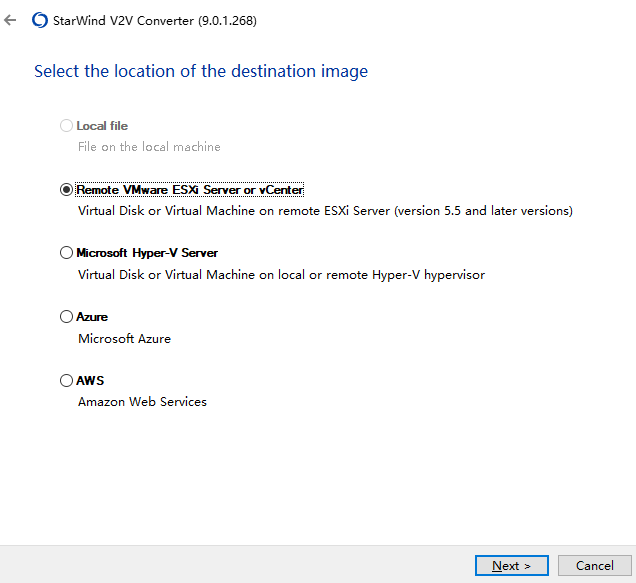 StarWind V2V Converter (9.0.1.268)
Select the location of the destination image
Local file
File on the local machine
Remote VMware ESXi Server or vCenter
Virtual Disk or Virtual Machine on remote ESXi Server (version 5.5 and later versions)
Microsoft Hyper-V Server
Virtual Disk or Virtual Machine on local or remote Hyper-V hypervisor
Azure
Microsoft Azure
AWS
Amazon Web Services
Next >
Cancel